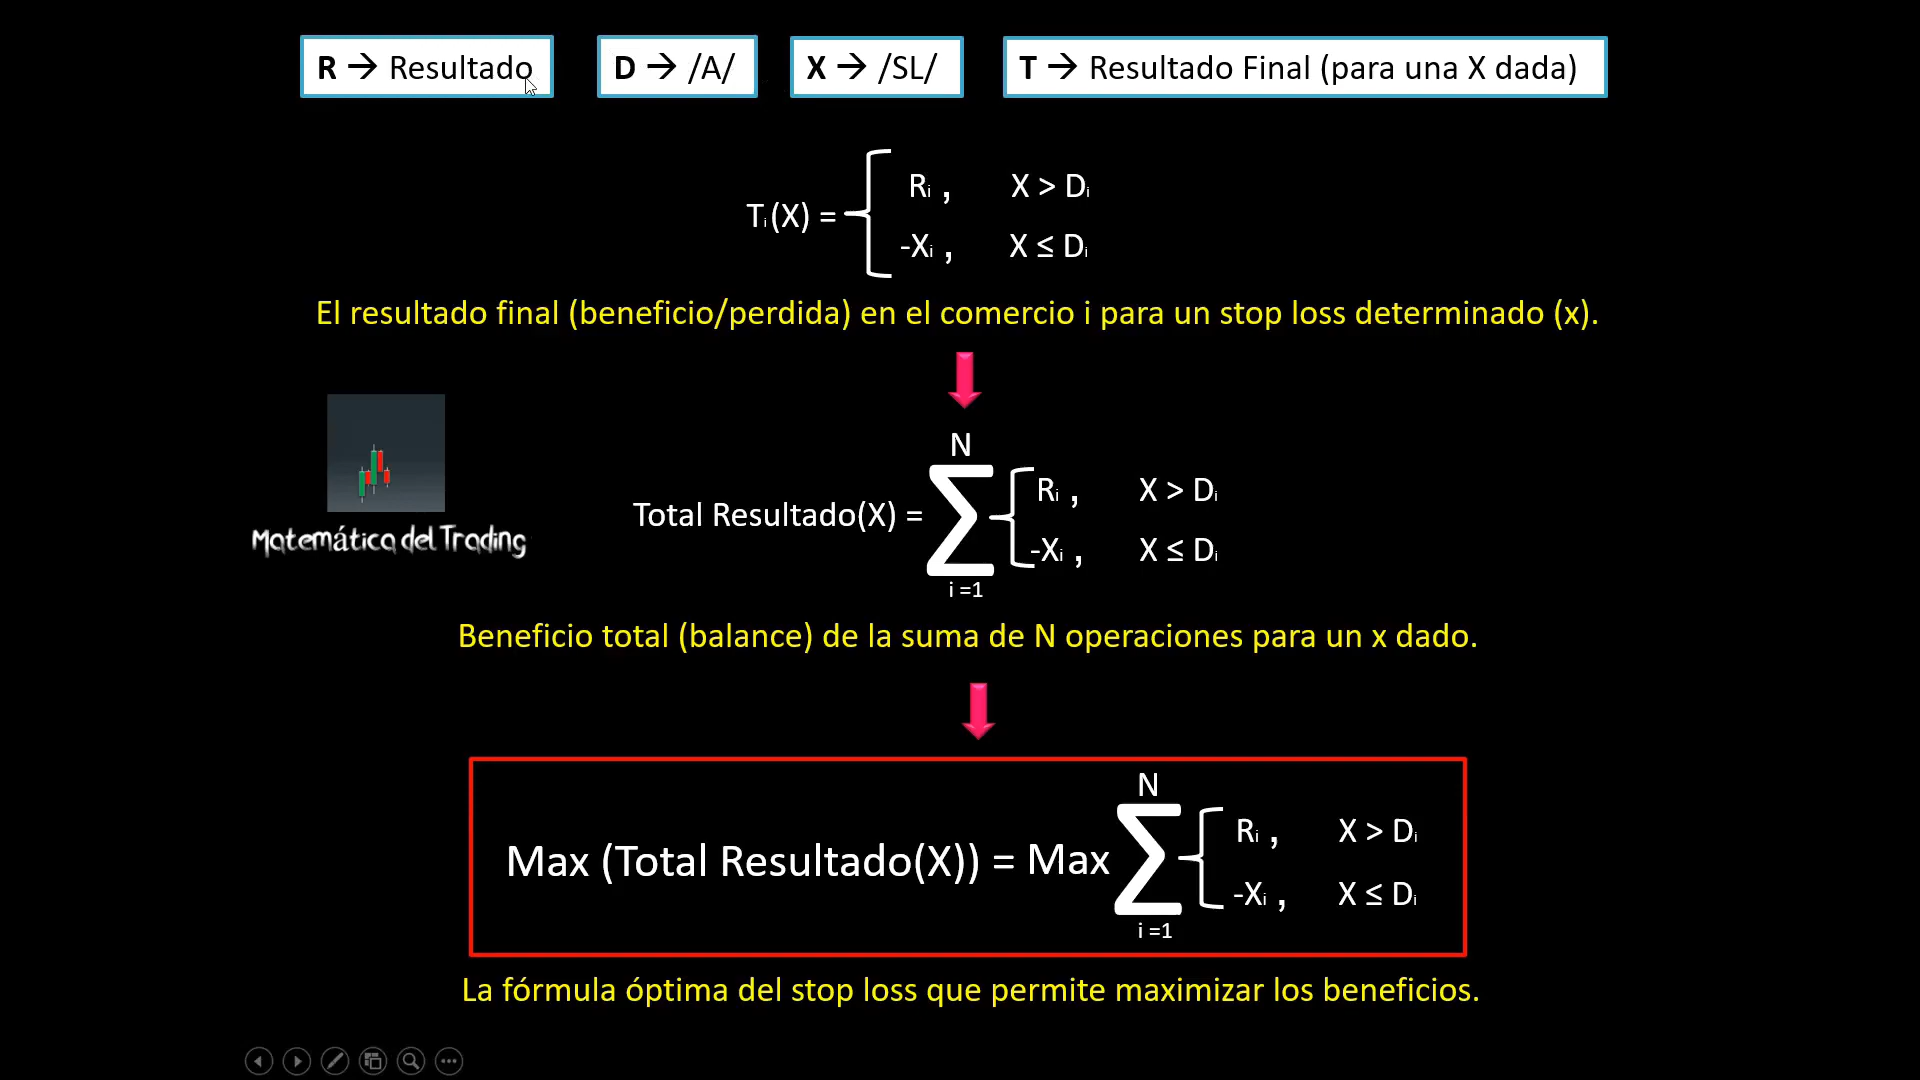 R → Resultado
D → /A/
X → /SL/
T → Resultado Final (para una X dada)
Tᵢ(X) =
Rᵢ , X > Dᵢ
-Xᵢ , X ≤ Dᵢ
El resultado final (beneficio/perdida) en el comercio i para un stop loss determinado (x).
Matemática del Trading
Total Resultado(X) =
N
∑
i =1
Rᵢ , X > Dᵢ
-Xᵢ , X ≤ Dᵢ
Beneficio total (balance) de la suma de N operaciones para un x dado.
Max (Total Resultado(X)) = Max
N
∑
i =1
Rᵢ , X > Dᵢ
-Xᵢ , X ≤ Dᵢ
La fórmula óptima del stop loss que permite maximizar los beneficios.